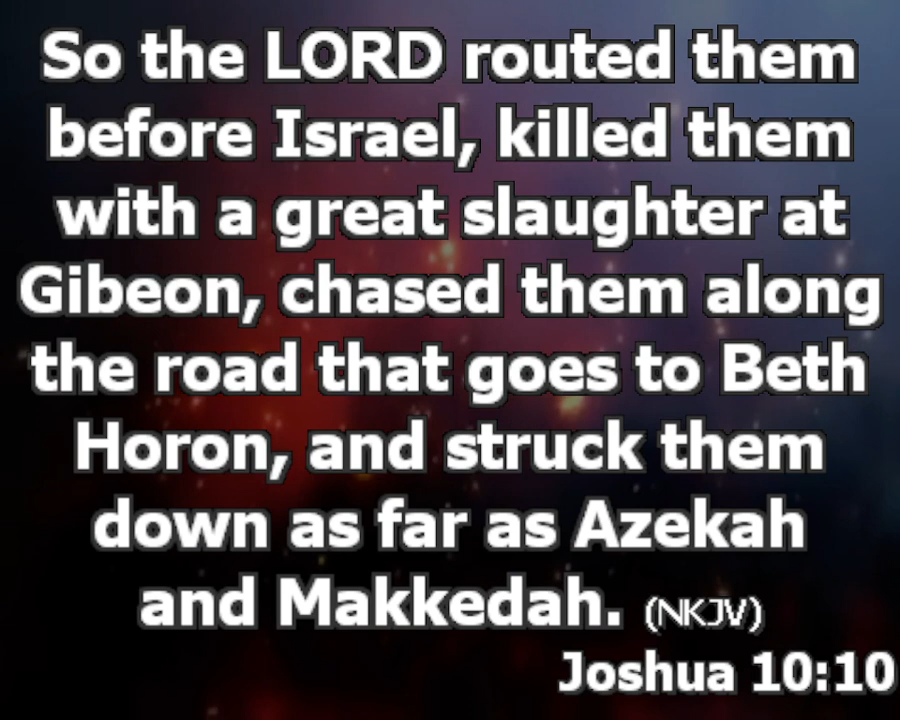 So the LORD routed them
before Israel, killed them
with a great slaughter at
Gibeon, chased them along
the road that goes to Beth
Horon, and struck them
down as far as Azekah
and Makkedah. (NKJV)
Joshua 10:10